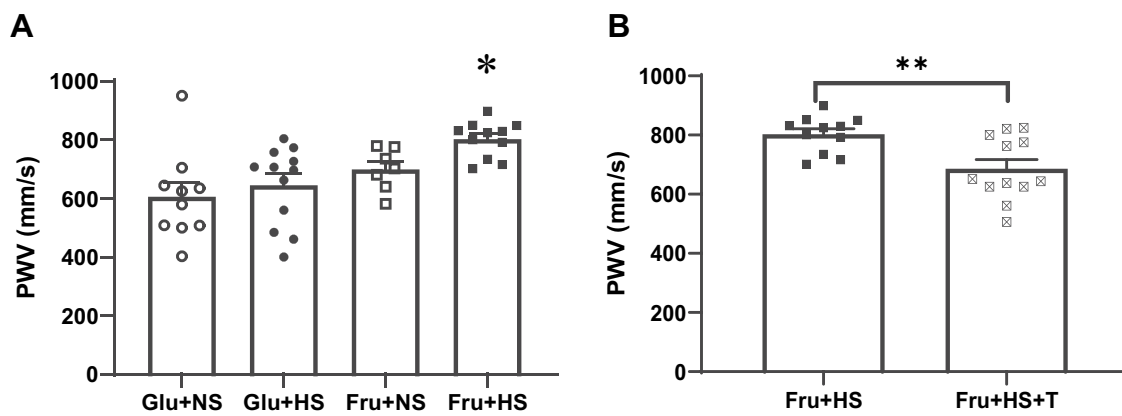 A
PWV (mm/s)
1000
800
600
400
200
0
*
Glu+NS Glu+HS Fru+NS Fru+HS
B
PWV (mm/s)
1000
800
600
400
200
0
**
Fru+HS Fru+HS+T